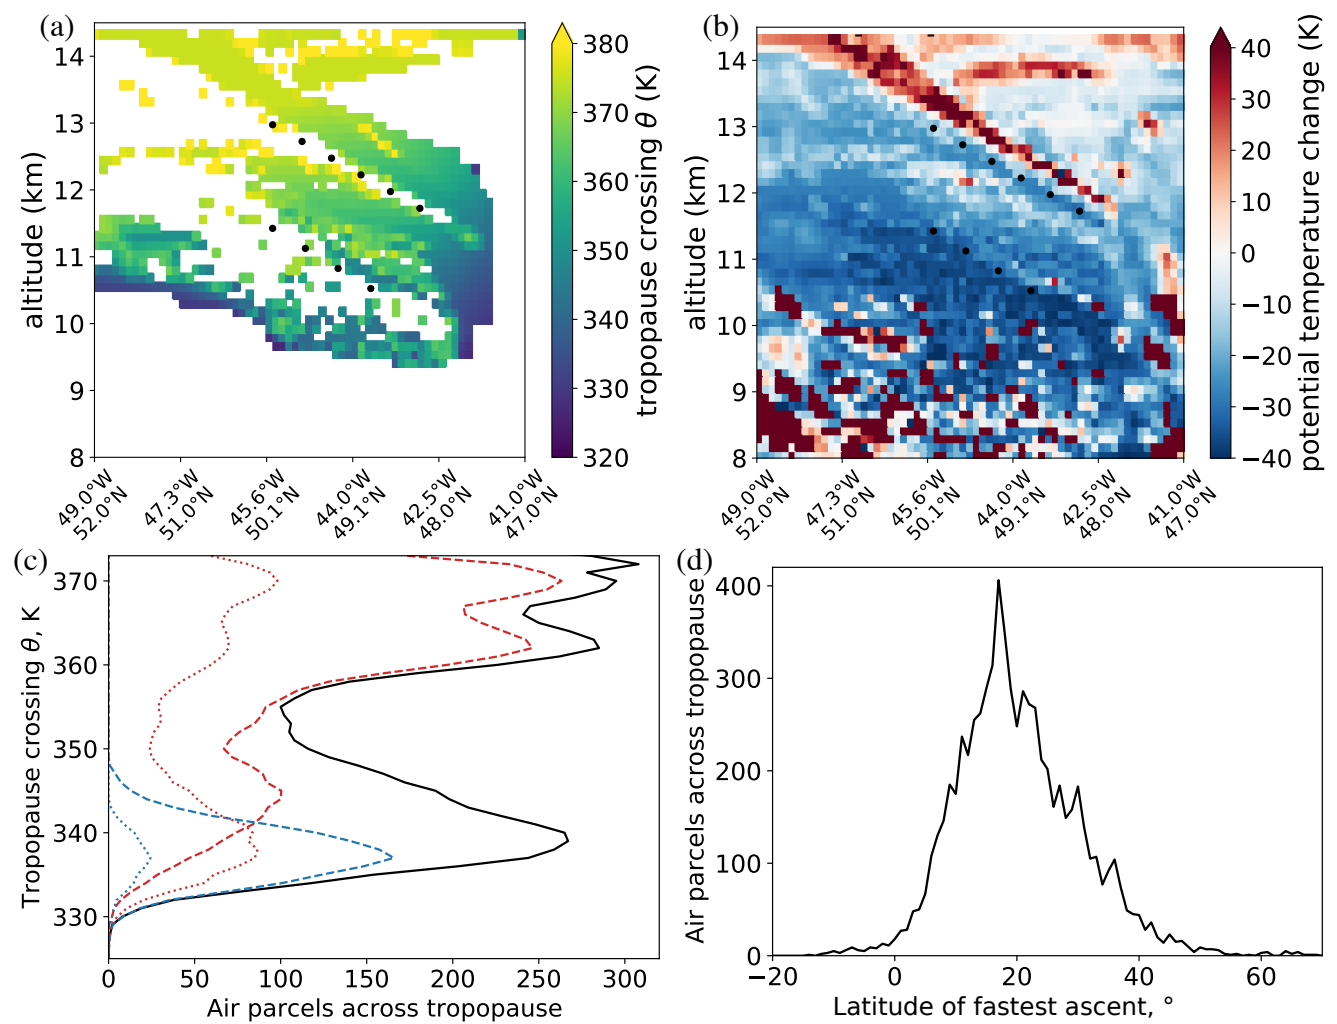 (a)
14
13
12
11
10
9
8
altitude (km)
49.0°W
52.0°N
47.3°W
51.0°N
45.6°W
50.1°N
44.0°W
49.1°N
42.5°W
48.0°N
41.0°W
47.0°N
380
370
360
350
340
330
320
tropopause crossing θ (K)
(b)
14
13
12
11
10
9
8
altitude (km)
49.0°W
52.0°N
47.3°W
51.0°N
45.6°W
50.1°N
44.0°W
49.1°N
42.5°W
48.0°N
41.0°W
47.0°N
40
30
20
10
0
−10
−20
−30
−40
potential temperature change (K)
(c)
370
360
350
340
330
Tropopause crossing θ, K
0
50
100
150
200
250
300
Air parcels across tropopause
(d)
400
300
200
100
0
Air parcels across tropopause
−20
0
20
40
60
Latitude of fastest ascent, °